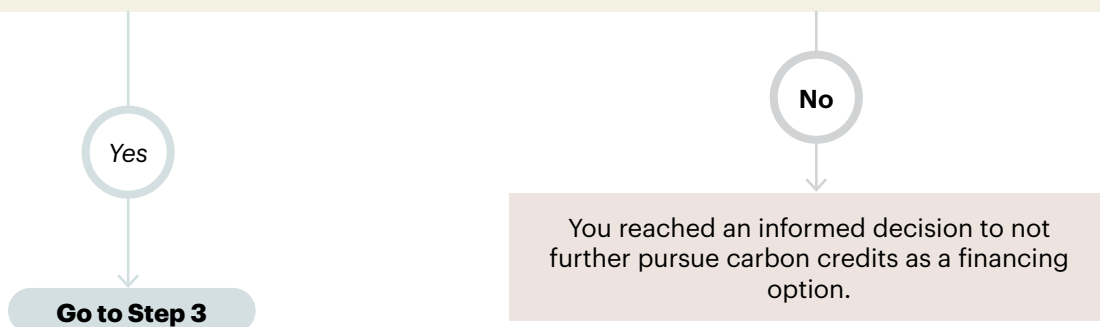 No
Yes
You reached an informed decision to not
further pursue carbon credits as a financing
option.
Go to Step 3